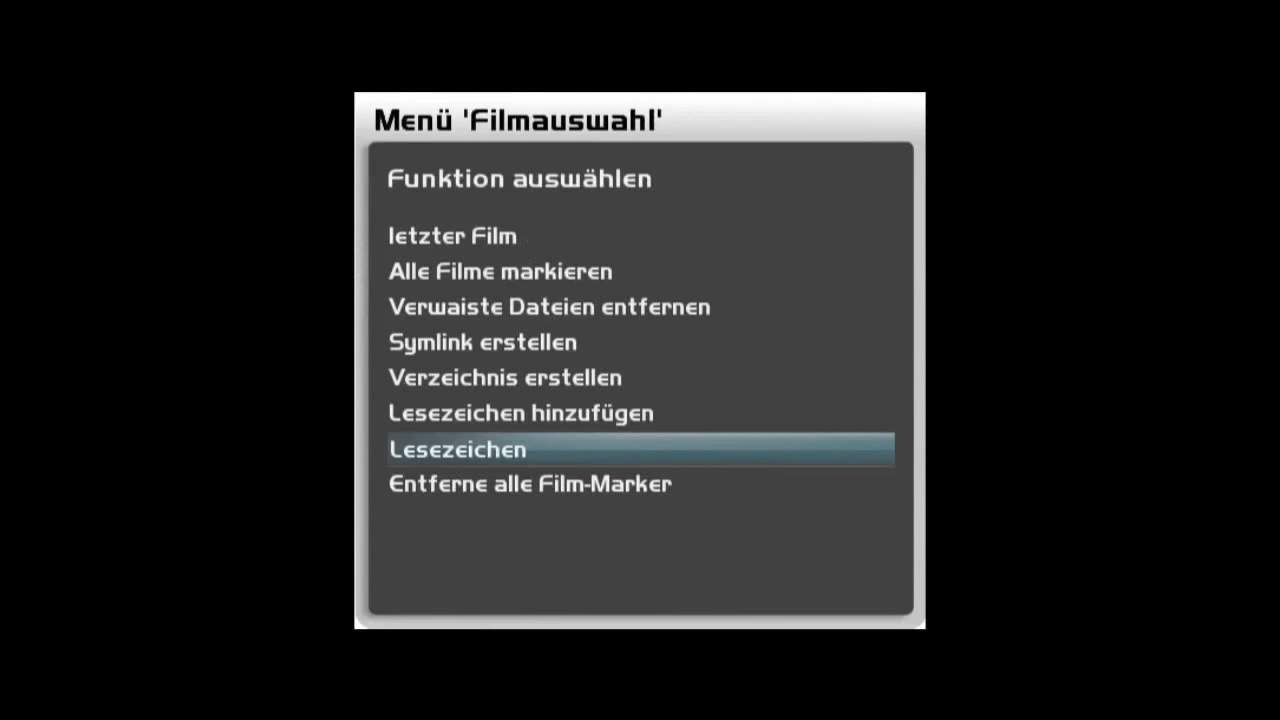 Menü 'Filmauswahl'
Funktion auswählen
letzter Film
Alle Filme markieren
Verwaiste Dateien entfernen
Symlink erstellen
Verzeichnis erstellen
Lesezeichen hinzufügen
Lesezeichen
Entferne alle Film-Marker